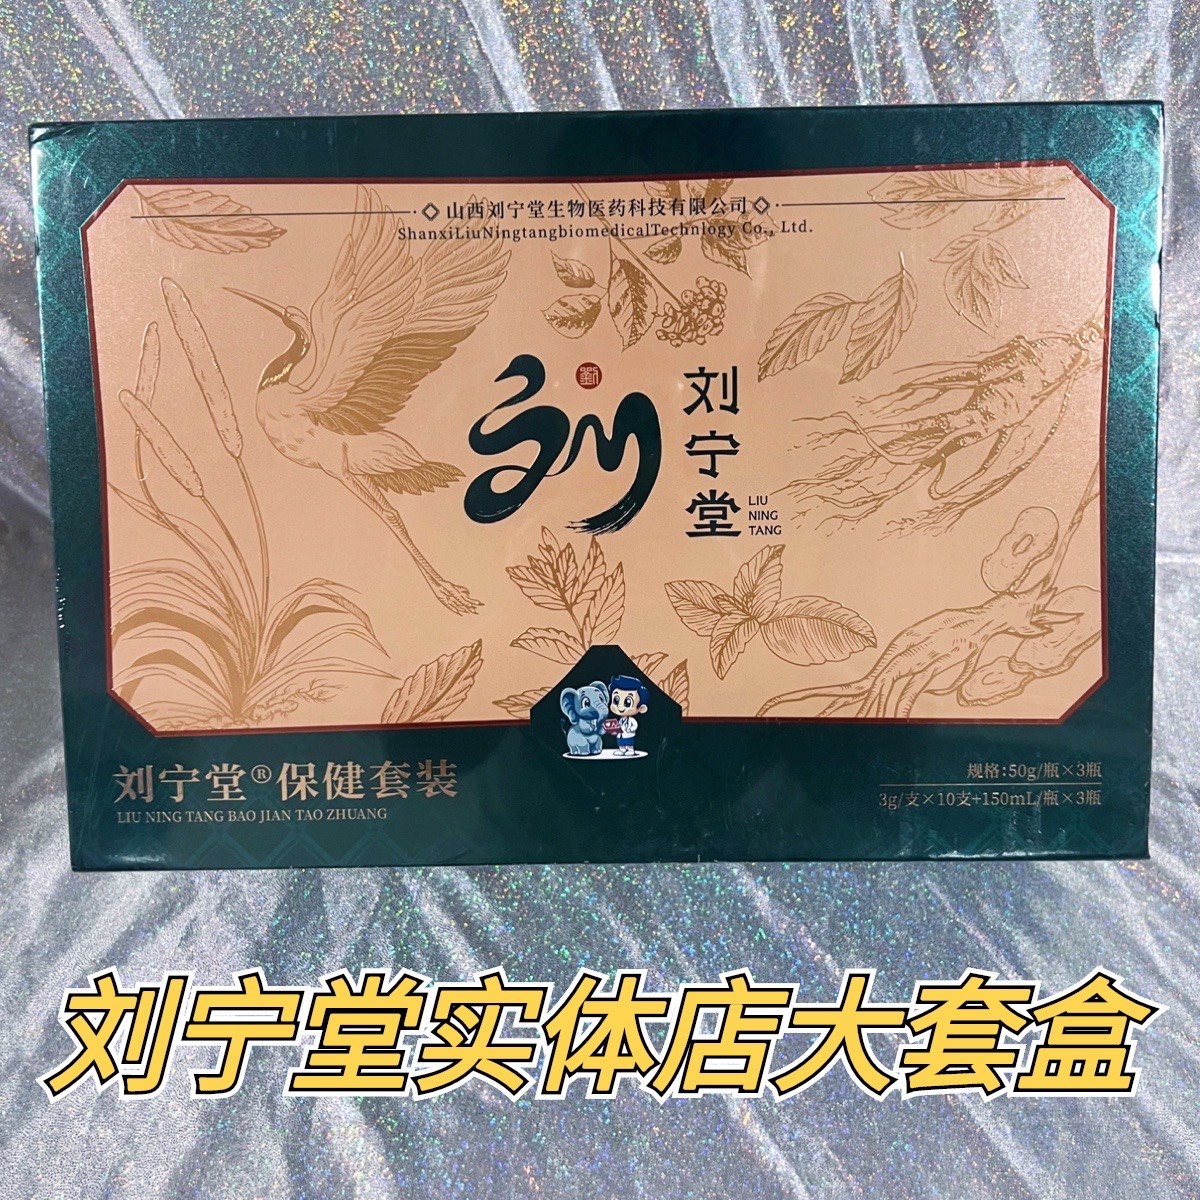 山西刘宁堂生物医药科技有限公司
ShanxiLiuNingtangbiomedicalTechnlogy Co., Ltd.
劉
刘
刘宁堂
LIU
NING
TANG
刘宁堂®保健套装
LIU NING TANG BAO JIAN TAO ZHUANG
规格:50g/瓶×3瓶
3g/支×10支+150mL/瓶×3瓶
刘宁堂实体店大套盒